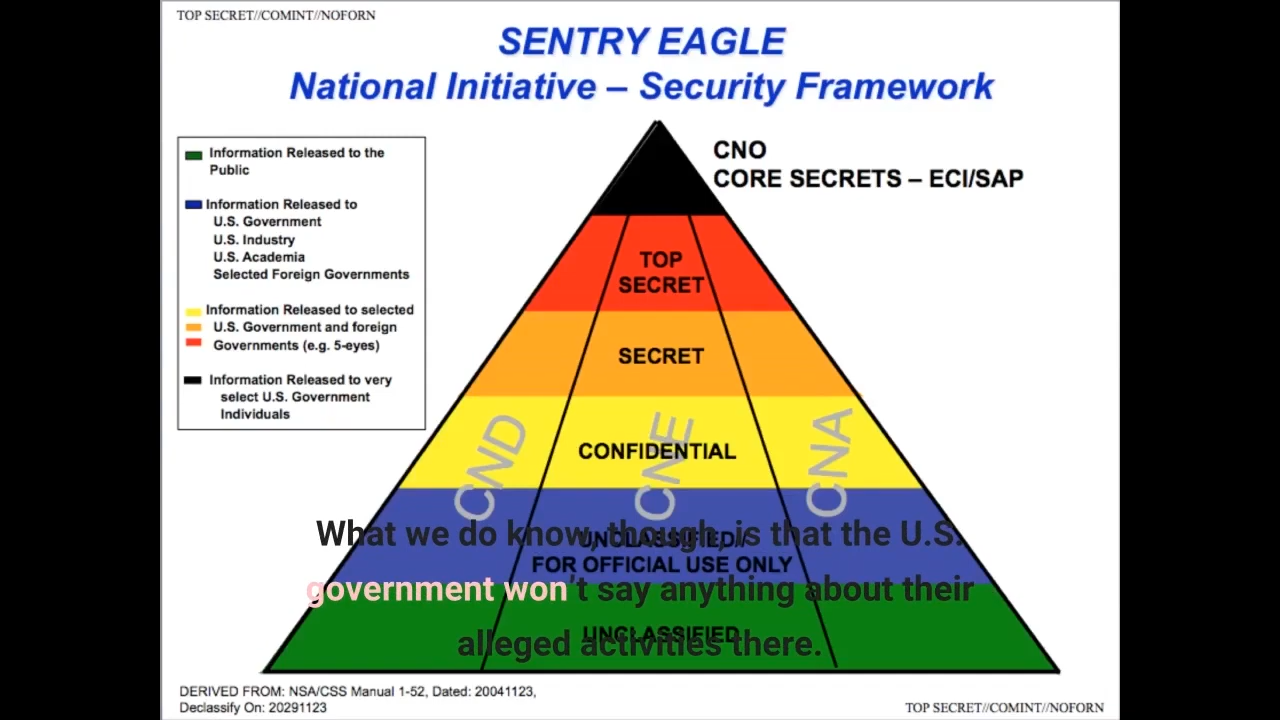 TOP SECRET//COMINT//NOFORN
SENTRY EAGLE
National Initiative – Security Framework
Information Released to the
Public
Information Released to
U.S. Government
U.S. Industry
U.S. Academia
Selected Foreign Governments
Information Released to selected
U.S. Government and foreign
Governments (e.g. 5-eyes)
Information Released to very
select U.S. Government
Individuals
CNO
CORE SECRETS – ECI/SAP
TOP
SECRET
SECRET
CONFIDENTIAL
CND
CNE
CNA
UNCLASSIFIED//
FOR OFFICIAL USE ONLY
UNCLASSIFIED
What we do know, though, is that the U.S.
government won't say anything about their
alleged activities there.
DERIVED FROM: NSA/CSS Manual 1-52, Dated: 20041123,
Declassify On: 20291123
TOP SECRET//COMINT//NOFORN